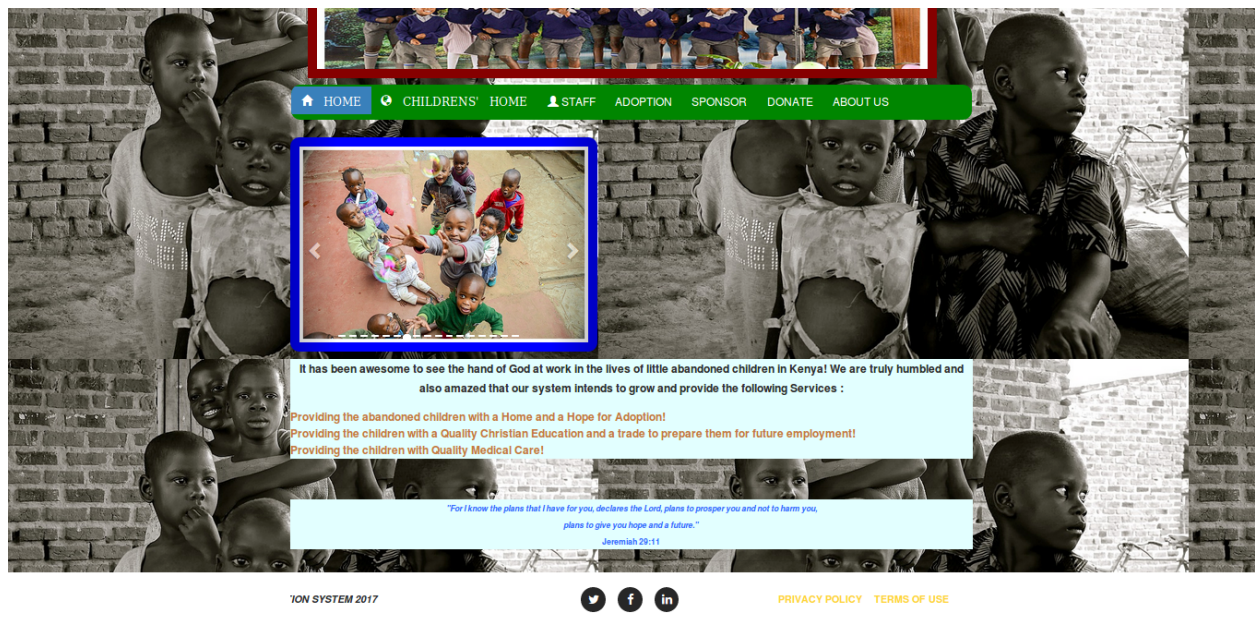 HOME CHILDRENS' HOME STAFF ADOPTION SPONSOR DONATE ABOUT US
It has been awesome to see the hand of God at work in the lives of little abandoned children in Kenya! We are truly humbled and
also amazed that our system intends to grow and provide the following Services :
Providing the abandoned children with a Home and a Hope for Adoption!
Providing the children with a Quality Christian Education and a trade to prepare them for future employment!
Providing the children with Quality Medical Care!
"For I know the plans that I have for you, declares the Lord, plans to prosper you and not to harm you,
plans to give you hope and a future."
Jeremiah 29:11
ION SYSTEM 2017 PRIVACY POLICY TERMS OF USE